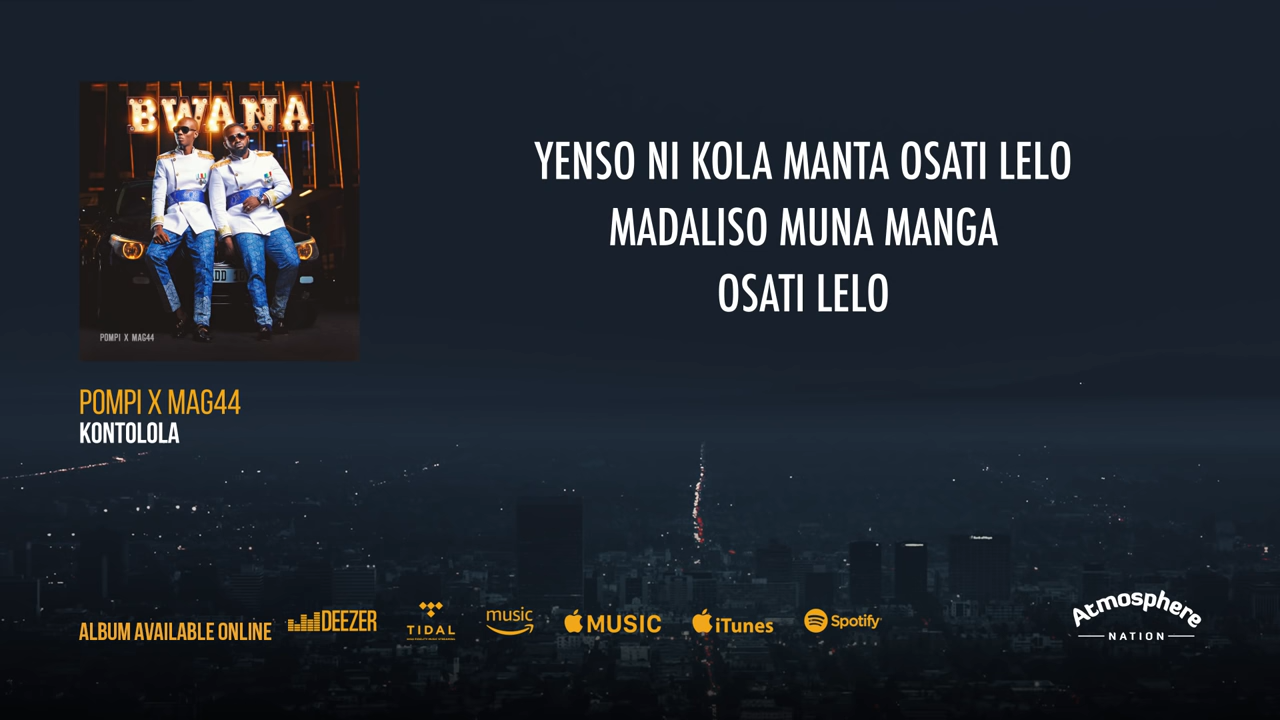 BWANA
POMPI X MAG44
POMPI X MAG44
KONTOLOLA
YENSO NI KOLA MANTA OSATI LELO
MADALISO MUNA MANGA
OSATI LELO
ALBUM AVAILABLE ONLINE
DEEZER
TIDAL
music
MUSIC
iTunes
Spotify
Atmosphere
NATION